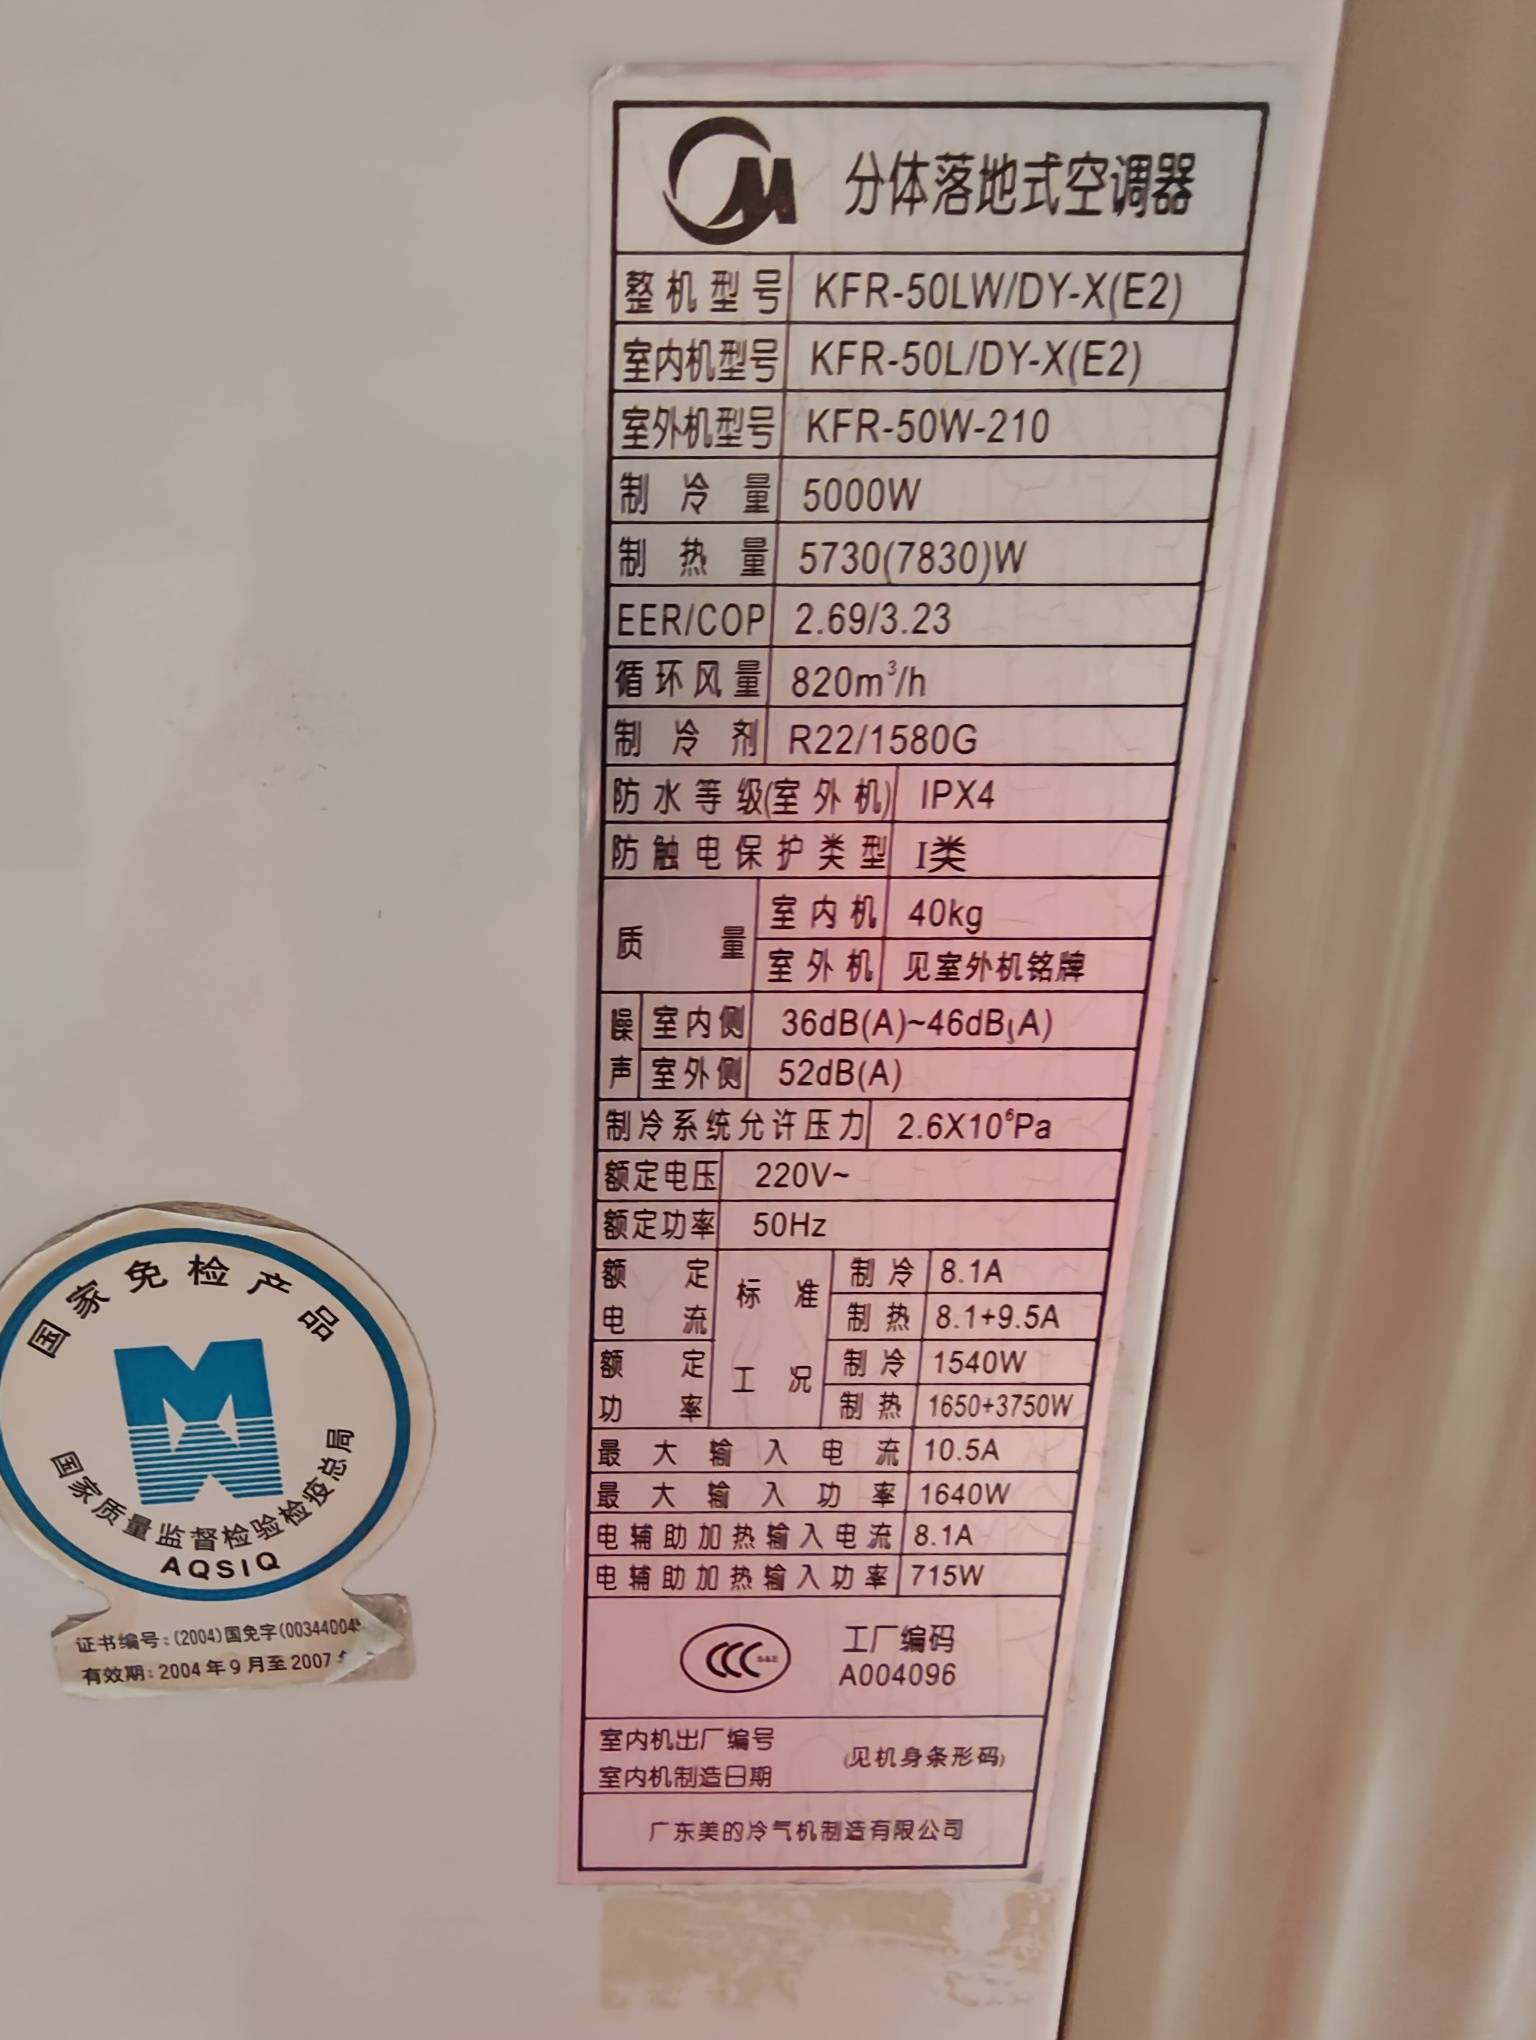 分体落地式空调器
整机型号 KFR-50LW/DY-X(E2)
室内机型号 KFR-50L/DY-X(E2)
室外机型号 KFR-50W-210
制冷量 5000W
制热量 5730(7830)W
EER/COP 2.69/3.23
循环风量 820m³/h
制冷剂 R22/1580G
防水等级(室外机) IPX4
防触电保护类型 I类
质量 室内机 40kg
室外机 见室外机铭牌
噪声 室内侧 36dB(A)~46dB(A)
室外侧 52dB(A)
制冷系统允许压力 2.6X10⁶Pa
额定电压 220V~
额定功率 50Hz
额定电流 标准工况 制冷 8.1A
制热 8.1+9.5A
额定功率 制冷 1540W
制热 1650+3750W
最大输入电流 10.5A
最大输入功率 1640W
电辅助加热输入电流 8.1A
电辅助加热输入功率 715W
CCC S&E 工厂编码
A004096
室内机出厂编号
室内机制造日期
(见机身条形码)
广东美的冷气机制造有限公司
国家免检产品
国家质量监督检验检疫总局
AQSIQ
证书编号:(2004)国免字(00344004
有效期:2004年9月至2007